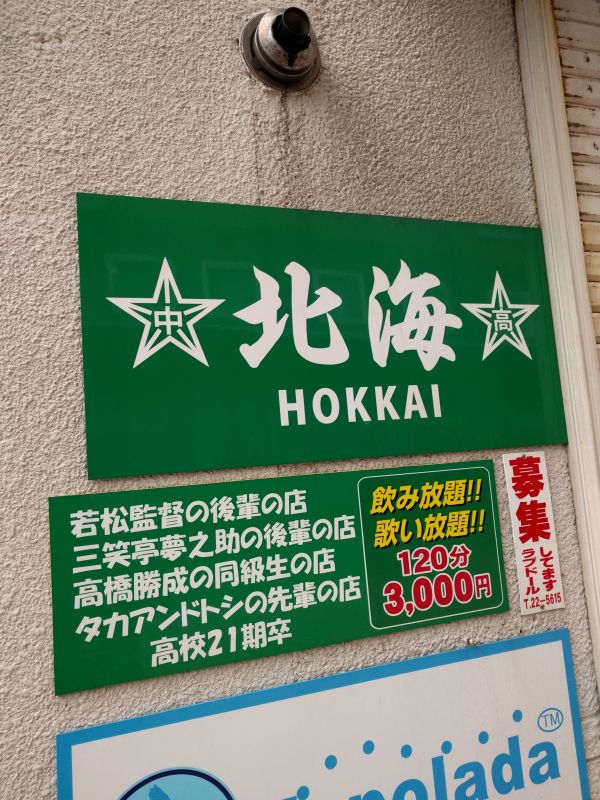 中 北海 高
HOKKAI
若松監督の後輩の店
三笑亭夢之助の後輩の店
高橋勝成の同級生の店
タカアンドトシの先輩の店
高校21期卒
飲み放題!!
歌い放題!!
120分
3,000円
募集
してます
ラブドール
T.22-5615
TM
polada